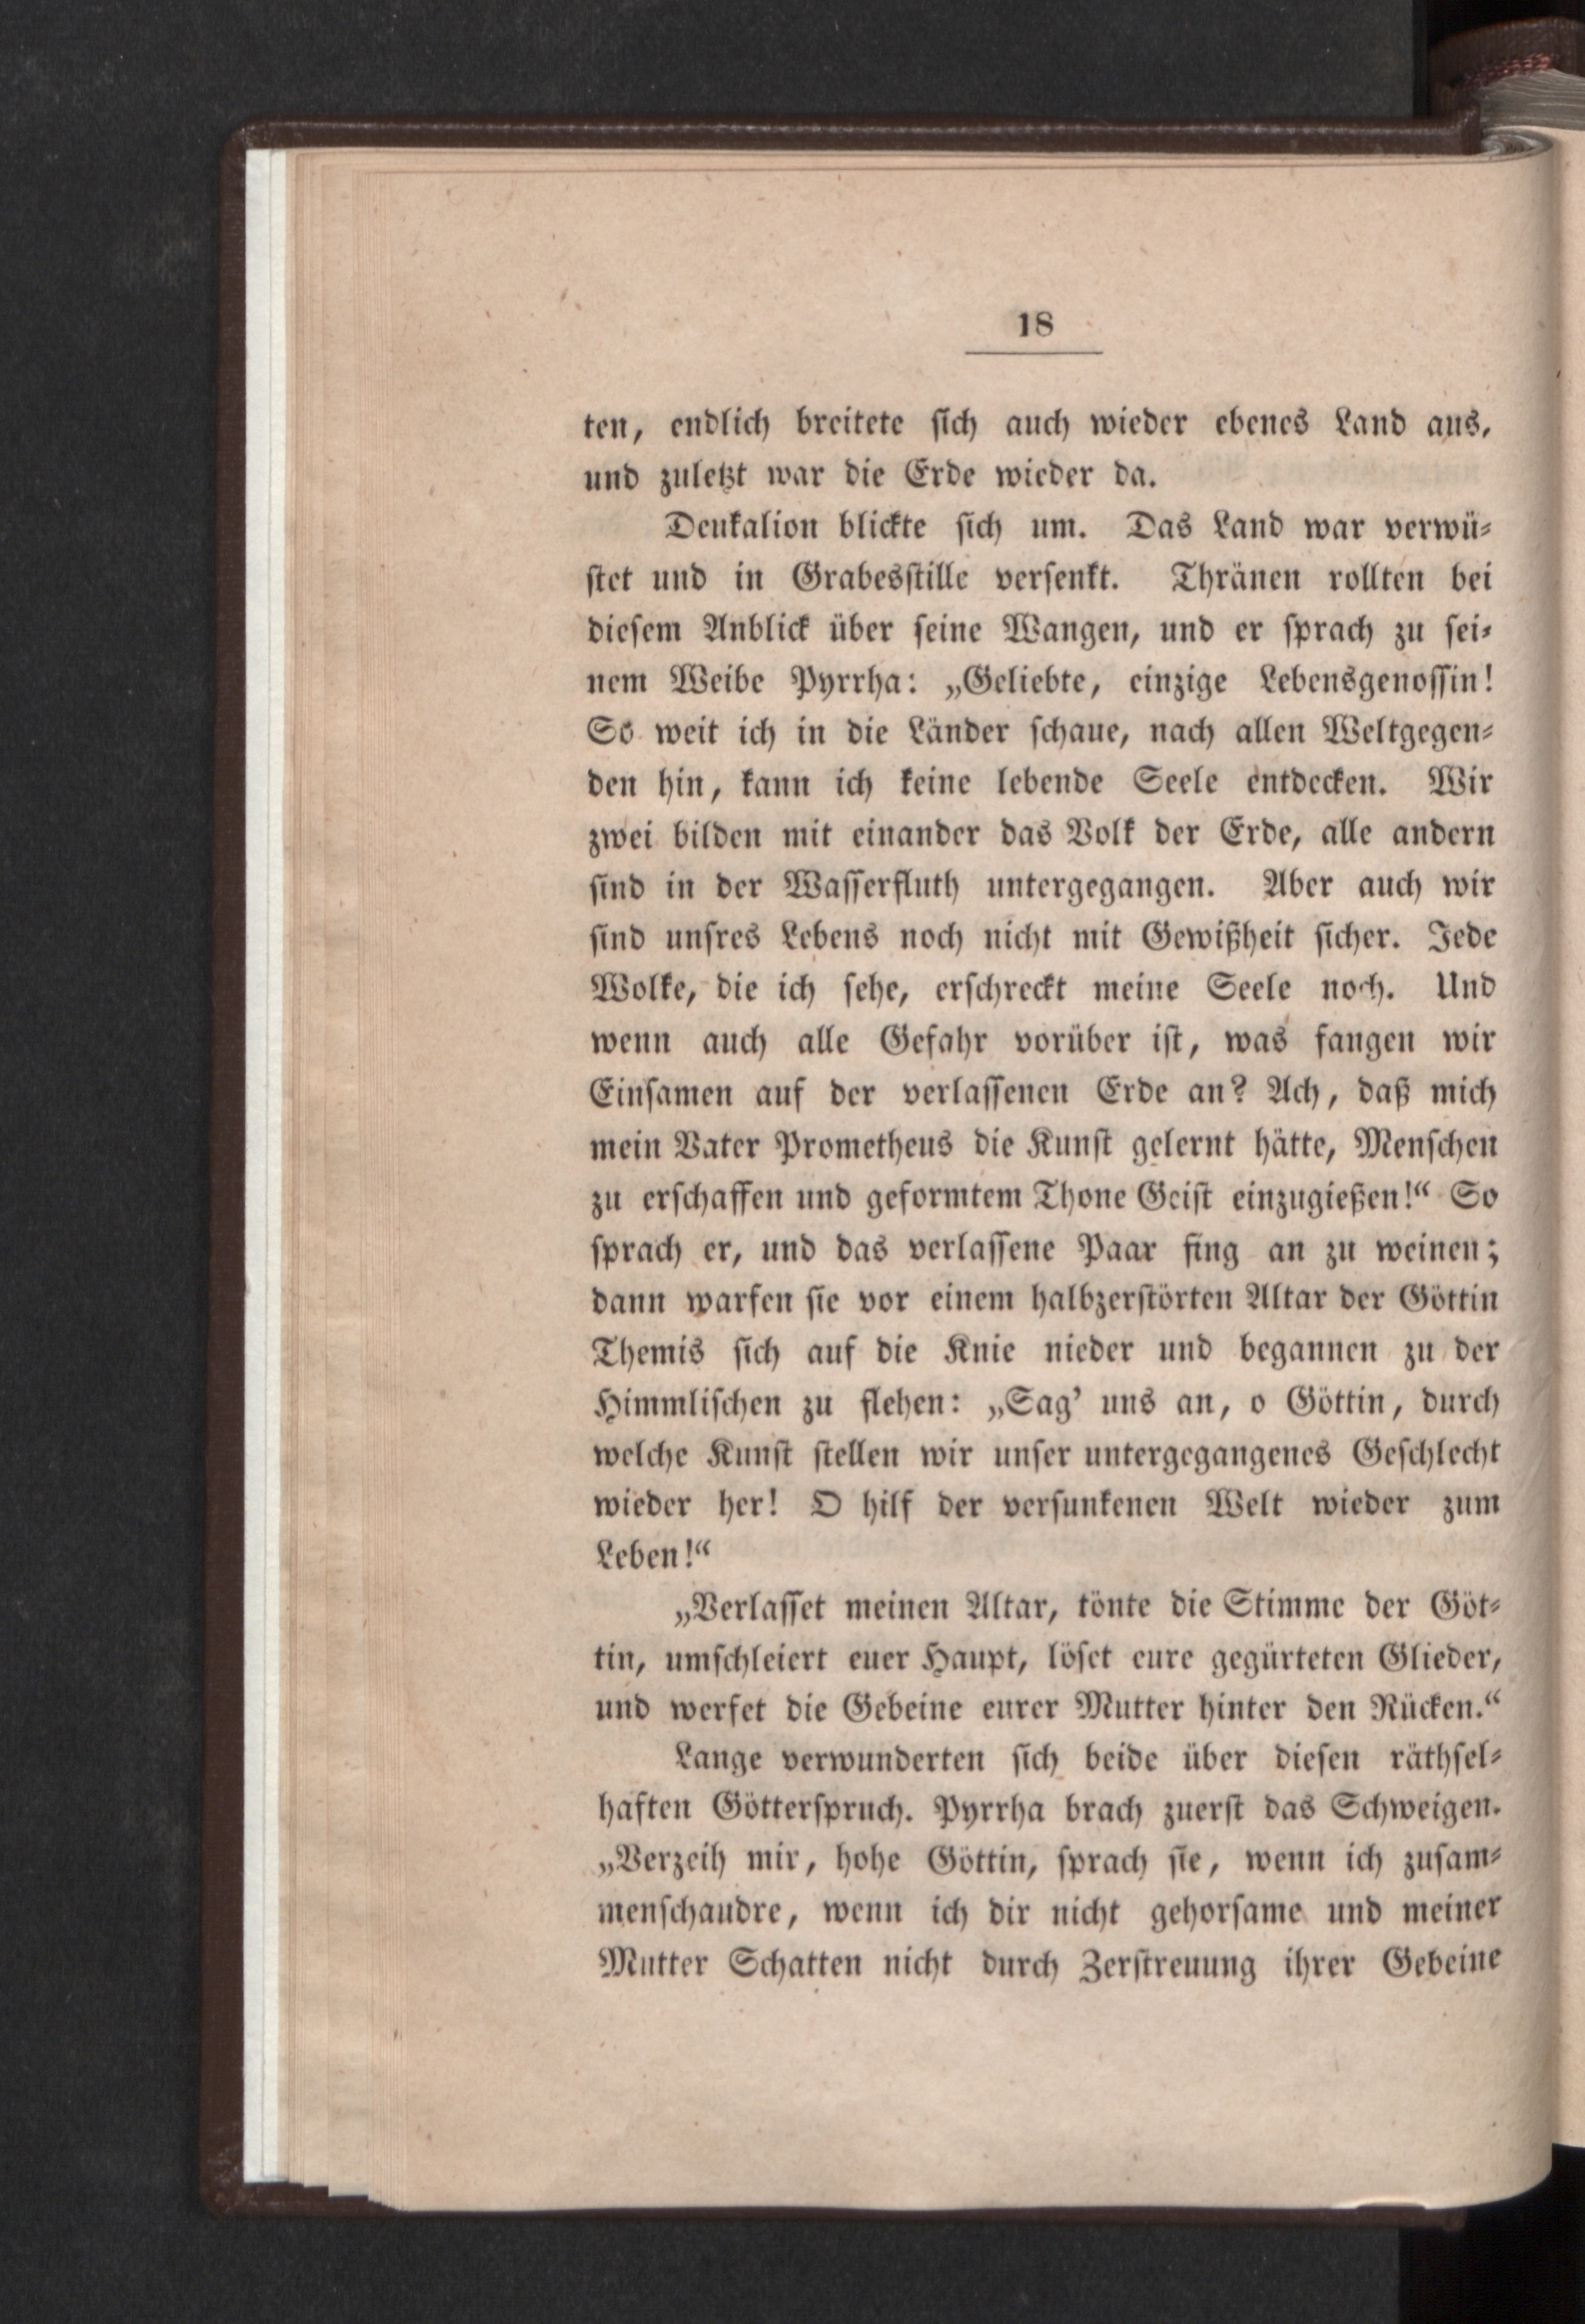 18
ten, endlich breitete sich auch wieder ebenes Land aus,
und zuletzt war die Erde wieder da.
Deukalion blickte sich um. Das Land war verwü-
stet und in Grabesstille versenkt. Thränen rollten bei
diesem Anblick über seine Wangen, und er sprach zu sei-
nem Weibe Pyrrha: „Geliebte, einzige Lebensgenossin!
So weit ich in die Länder schaue, nach allen Weltgegen-
den hin, kann ich keine lebende Seele entdecken. Wir
zwei bilden mit einander das Volk der Erde, alle andern
sind in der Wasserfluth untergegangen. Aber auch wir
sind unsres Lebens noch nicht mit Gewißheit sicher. Jede
Wolke, die ich sehe, erschreckt meine Seele noch. Und
wenn auch alle Gefahr vorüber ist, was fangen wir
Einsamen auf der verlassenen Erde an? Ach, daß mich
mein Vater Prometheus die Kunst gelernt hätte, Menschen
zu erschaffen und geformtem Thone Geist einzugießen!“ So
sprach er, und das verlassene Paar fing an zu weinen;
dann warfen sie vor einem halbzerstörten Altar der Göttin
Themis sich auf die Knie nieder und begannen zu der
Himmlischen zu flehen: „Sag’ uns an, o Göttin, durch
welche Kunst stellen wir unser untergegangenes Geschlecht
wieder her! O hilf der versunkenen Welt wieder zum
Leben!“
„Verlasset meinen Altar, tönte die Stimme der Göt-
tin, umschleiert euer Haupt, löset eure gegürteten Glieder,
und werfet die Gebeine eurer Mutter hinter den Rücken.“
Lange verwunderten sich beide über diesen räthsel-
haften Götterspruch. Pyrrha brach zuerst das Schweigen.
„Verzeih mir, hohe Göttin, sprach sie, wenn ich zusam-
menschaudre, wenn ich dir nicht gehorsame und meiner
Mutter Schatten nicht durch Zerstreuung ihrer Gebeine